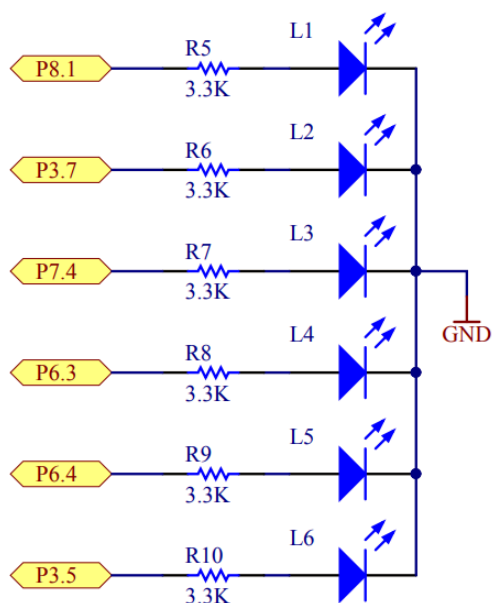 L1
R5
P8.1
3.3K
L2
R6
P3.7
3.3K
L3
R7
P7.4
3.3K
GND
L4
R8
P6.3
3.3K
L5
R9
P6.4
3.3K
L6
R10
P3.5
3.3K